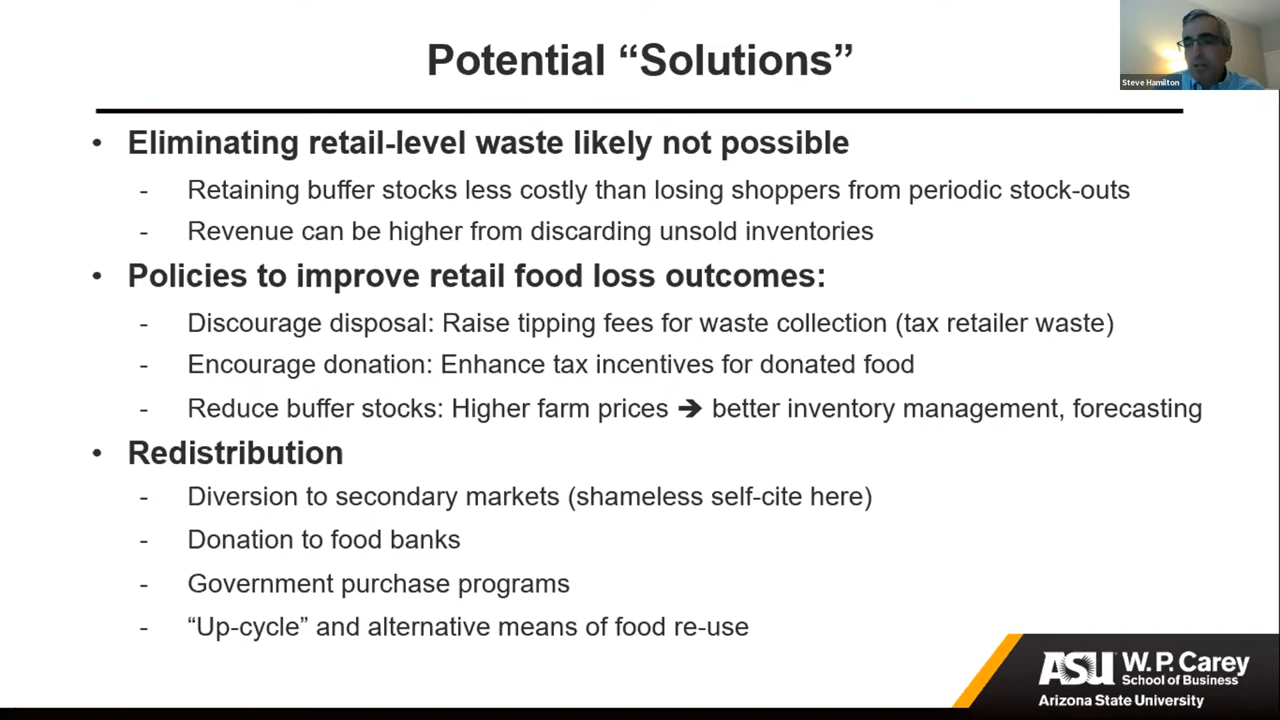 Potential “Solutions”
Steve Hamilton
• Eliminating retail-level waste likely not possible
- Retaining buffer stocks less costly than losing shoppers from periodic stock-outs
- Revenue can be higher from discarding unsold inventories
• Policies to improve retail food loss outcomes:
- Discourage disposal: Raise tipping fees for waste collection (tax retailer waste)
- Encourage donation: Enhance tax incentives for donated food
- Reduce buffer stocks: Higher farm prices ➔ better inventory management, forecasting
• Redistribution
- Diversion to secondary markets (shameless self-cite here)
- Donation to food banks
- Government purchase programs
- “Up-cycle” and alternative means of food re-use
ASU W. P. Carey
School of Business
Arizona State University